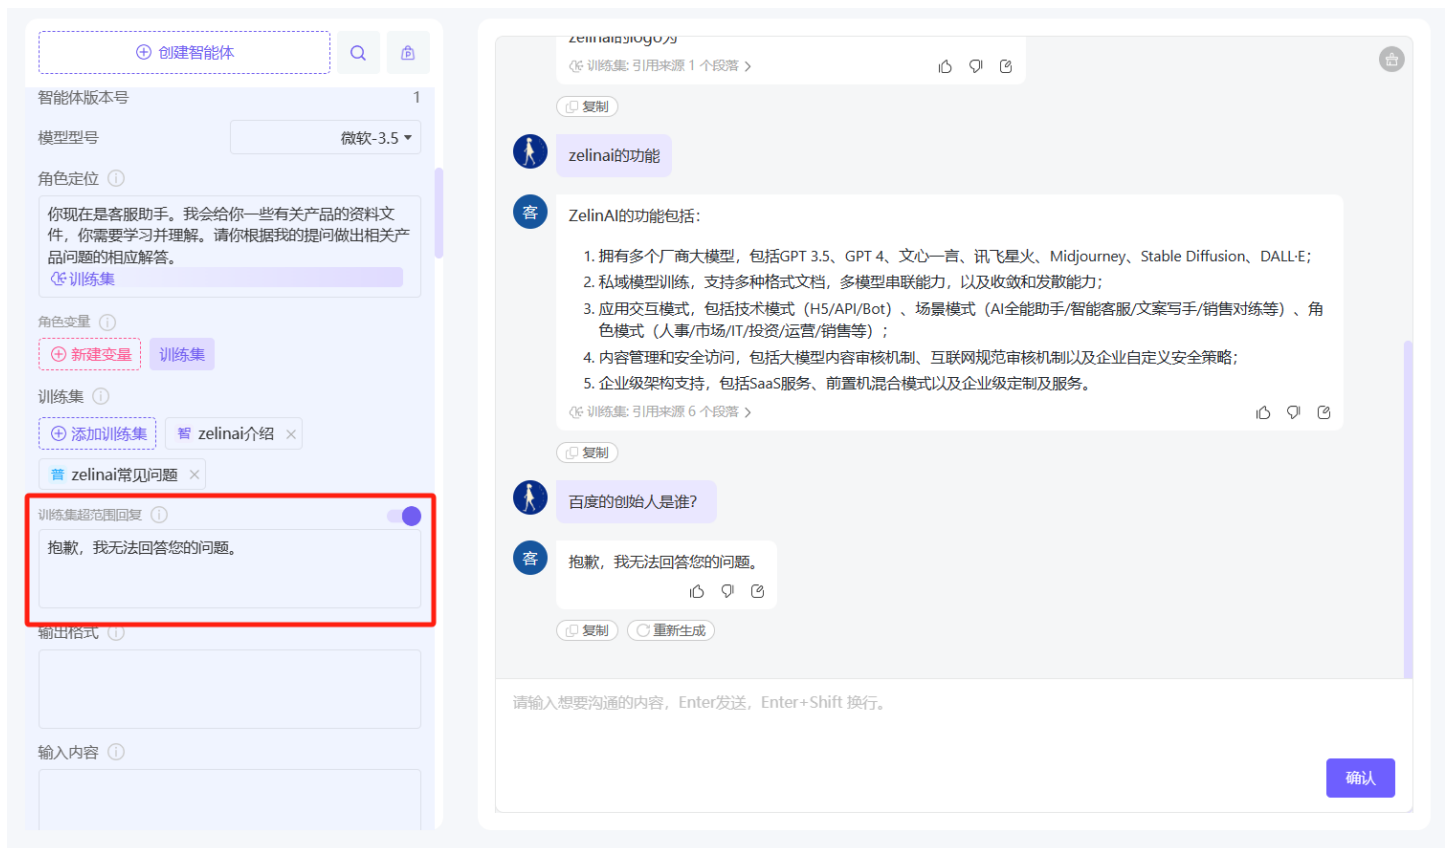 创建智能体
智能体版本号 1
模型型号 微软-3.5
角色定位
你现在是客服助手。我会给你一些有关产品的资料文
件，你需要学习并理解。请你根据我的提问做出相关产
品问题的相应解答。
训练集
角色变量
新建变量 训练集
训练集
添加训练集 智 zelinai介绍
普 zelinai常见问题
训练集超范围回复
抱歉，我无法回答您的问题。
输出格式
输入内容
zelinai的logo为
训练集: 引用来源 1 个段落
复制
zelinai的功能
客
ZelinAI的功能包括：
1. 拥有多个厂商大模型，包括GPT 3.5、GPT 4、文心一言、讯飞星火、Midjourney、Stable Diffusion、DALL·E；
2. 私域模型训练，支持多种格式文档，多模型串联能力，以及收敛和发散能力；
3. 应用交互模式，包括技术模式（H5/API/Bot）、场景模式（AI全能助手/智能客服/文案写手/销售对练等）、角
色模式（人事/市场/IT/投资/运营/销售等）；
4. 内容管理和安全访问，包括大模型内容审核机制、互联网规范审核机制以及企业自定义安全策略；
5. 企业级架构支持，包括SaaS服务、前置机混合模式以及企业级定制及服务。
训练集: 引用来源 6 个段落
复制
百度的创始人是谁?
客
抱歉，我无法回答您的问题。
复制 重新生成
请输入想要沟通的内容，Enter发送，Enter+Shift 换行。
确认